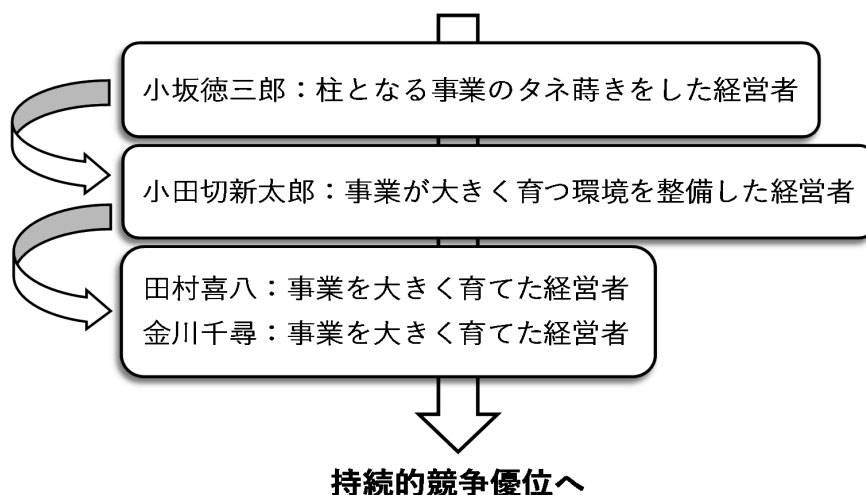 小坂徳三郎：柱となる事業のタネ蒔きをした経営者
小田切新太郎：事業が大きく育つ環境を整備した経営者
田村喜八：事業を大きく育てた経営者
金川千尋：事業を大きく育てた経営者
持続的競争優位へ